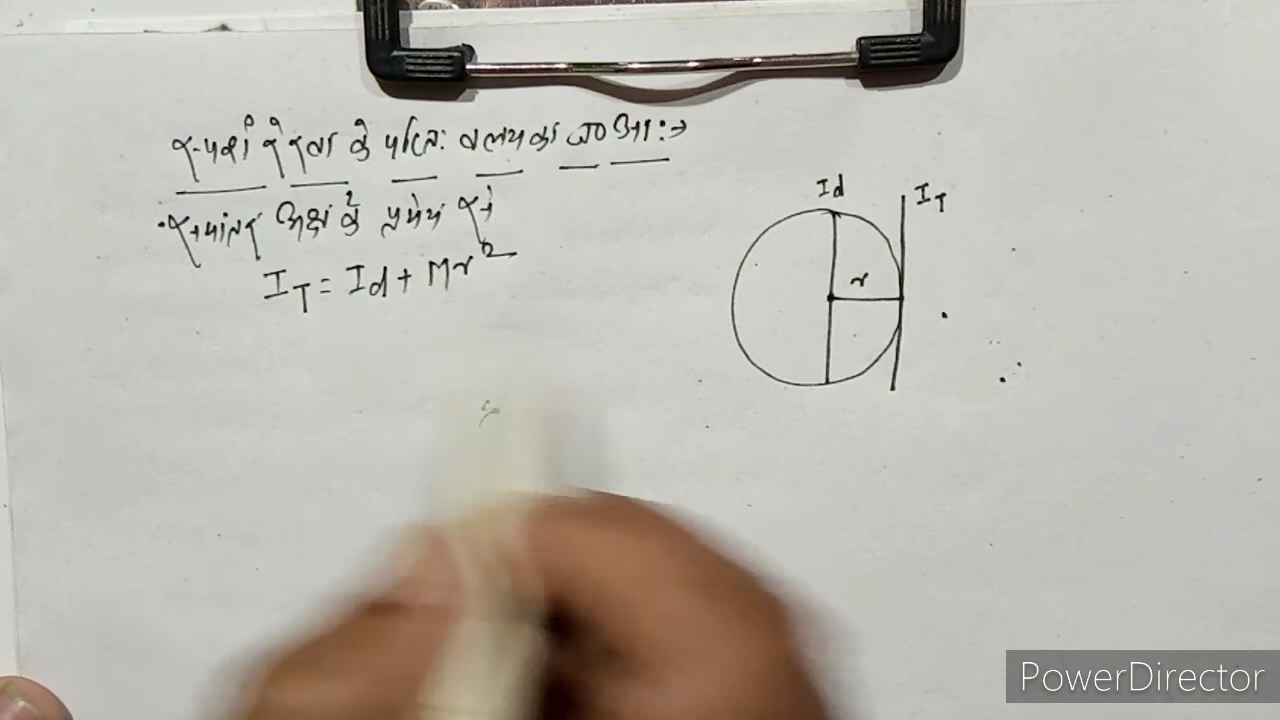 स्पर्शी रेखा के परितः वलय का ज० आ० :→
समांतर अक्ष के प्रमेय से
I_T = Id + Mr²
Id
I_T
r
PowerDirector